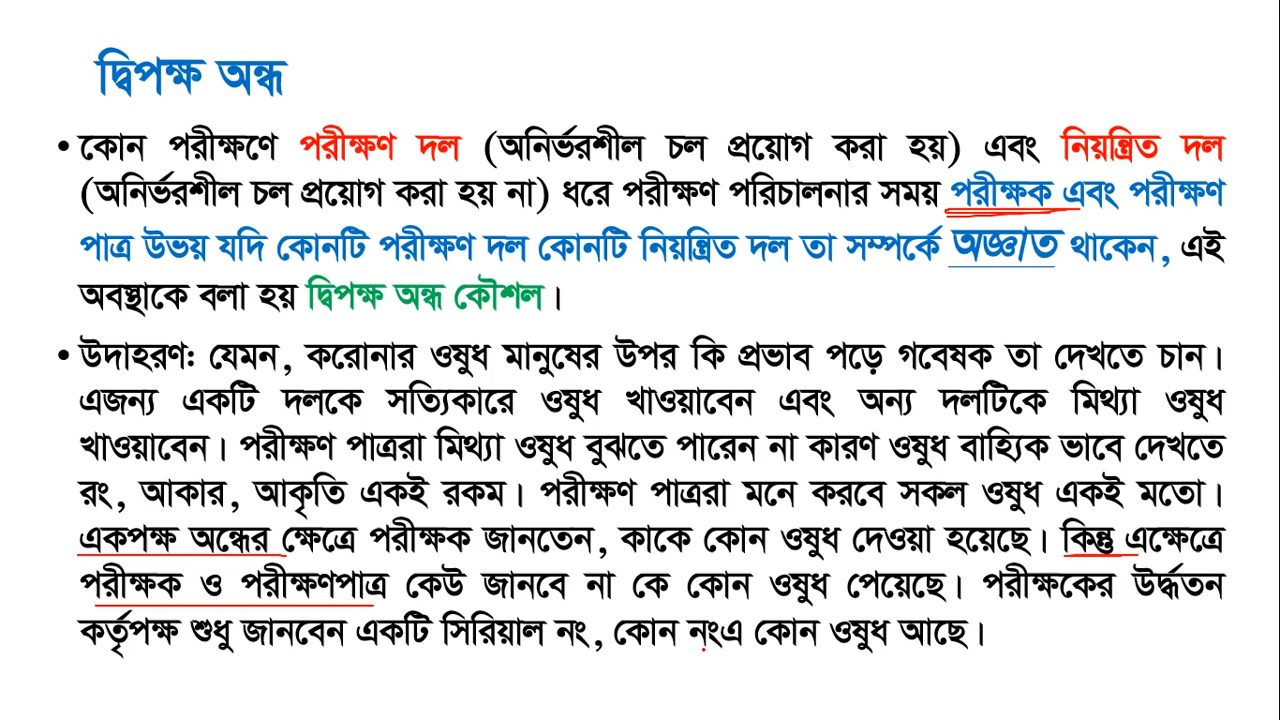 দ্বিপক্ষ অন্ধ
• কোন পরীক্ষণে পরীক্ষণ দল (অনির্ভরশীল চল প্রয়োগ করা হয়) এবং নিয়ন্ত্রিত দল
(অনির্ভরশীল চল প্রয়োগ করা হয় না) ধরে পরীক্ষণ পরিচালনার সময় পরীক্ষক এবং পরীক্ষণ
পাত্র উভয় যদি কোনটি পরীক্ষণ দল কোনটি নিয়ন্ত্রিত দল তা সম্পর্কে অজ্ঞাত থাকেন, এই
অবস্থাকে বলা হয় দ্বিপক্ষ অন্ধ কৌশল।
• উদাহরণ: যেমন, করোনার ওষুধ মানুষের উপর কি প্রভাব পড়ে গবেষক তা দেখতে চান।
এজন্য একটি দলকে সত্যিকারে ওষুধ খাওয়াবেন এবং অন্য দলটিকে মিথ্যা ওষুধ
খাওয়াবেন। পরীক্ষণ পাত্ররা মিথ্যা ওষুধ বুঝতে পারেন না কারণ ওষুধ বাহ্যিক ভাবে দেখতে
রং, আকার, আকৃতি একই রকম। পরীক্ষণ পাত্ররা মনে করবে সকল ওষুধ একই মতো।
একপক্ষ অন্ধের ক্ষেত্রে পরীক্ষক জানতেন, কাকে কোন ওষুধ দেওয়া হয়েছে। কিন্তু এক্ষেত্রে
পরীক্ষক ও পরীক্ষণপাত্র কেউ জানবে না কে কোন ওষুধ পেয়েছে। পরীক্ষকের উর্দ্ধতন
কর্তৃপক্ষ শুধু জানবেন একটি সিরিয়াল নং, কোন নংএ কোন ওষুধ আছে।